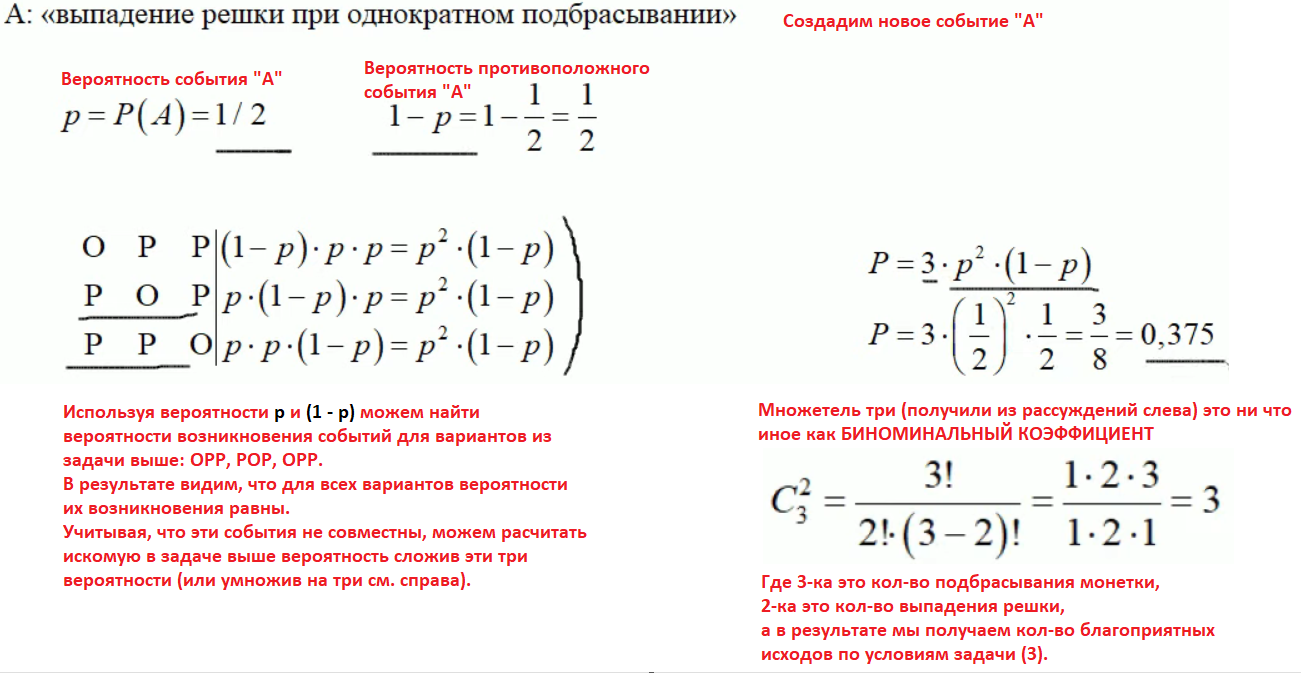 А: «выпадение решки при однократном подбрасывании»
Создадим новое событие "А"
Вероятность события "А"
p = P(A) = 1 / 2
Вероятность противоположного
события "А"
1 − p = 1 − 1/2 = 1/2
О Р Р | (1 − p) · p · p = p² · (1 − p)
Р О Р | p · (1 − p) · p = p² · (1 − p)
Р Р О | p · p · (1 − p) = p² · (1 − p)
P = 3 · p² · (1 − p)
P = 3 · (1/2)² · 1/2 = 3/8 = 0,375
Используя вероятности p и (1 - p) можем найти
вероятности возникновения событий для вариантов из
задачи выше: ОРР, РОР, ОРР.
В результате видим, что для всех вариантов вероятности
их возникновения равны.
Учитывая, что эти события не совместны, можем расчитать
искомую в задаче выше вероятность сложив эти три
вероятности (или умножив на три см. справа).
Множетель три (получили из рассуждений слева) это ни что
иное как БИНОМИНАЛЬНЫЙ КОЭФФИЦИЕНТ
C₃² = 3! / (2!·(3 − 2)!) = (1·2·3) / (1·2·1) = 3
Где 3-ка это кол-во подбрасывания монетки,
2-ка это кол-во выпадения решки,
а в результате мы получаем кол-во благоприятных
исходов по условиям задачи (3).